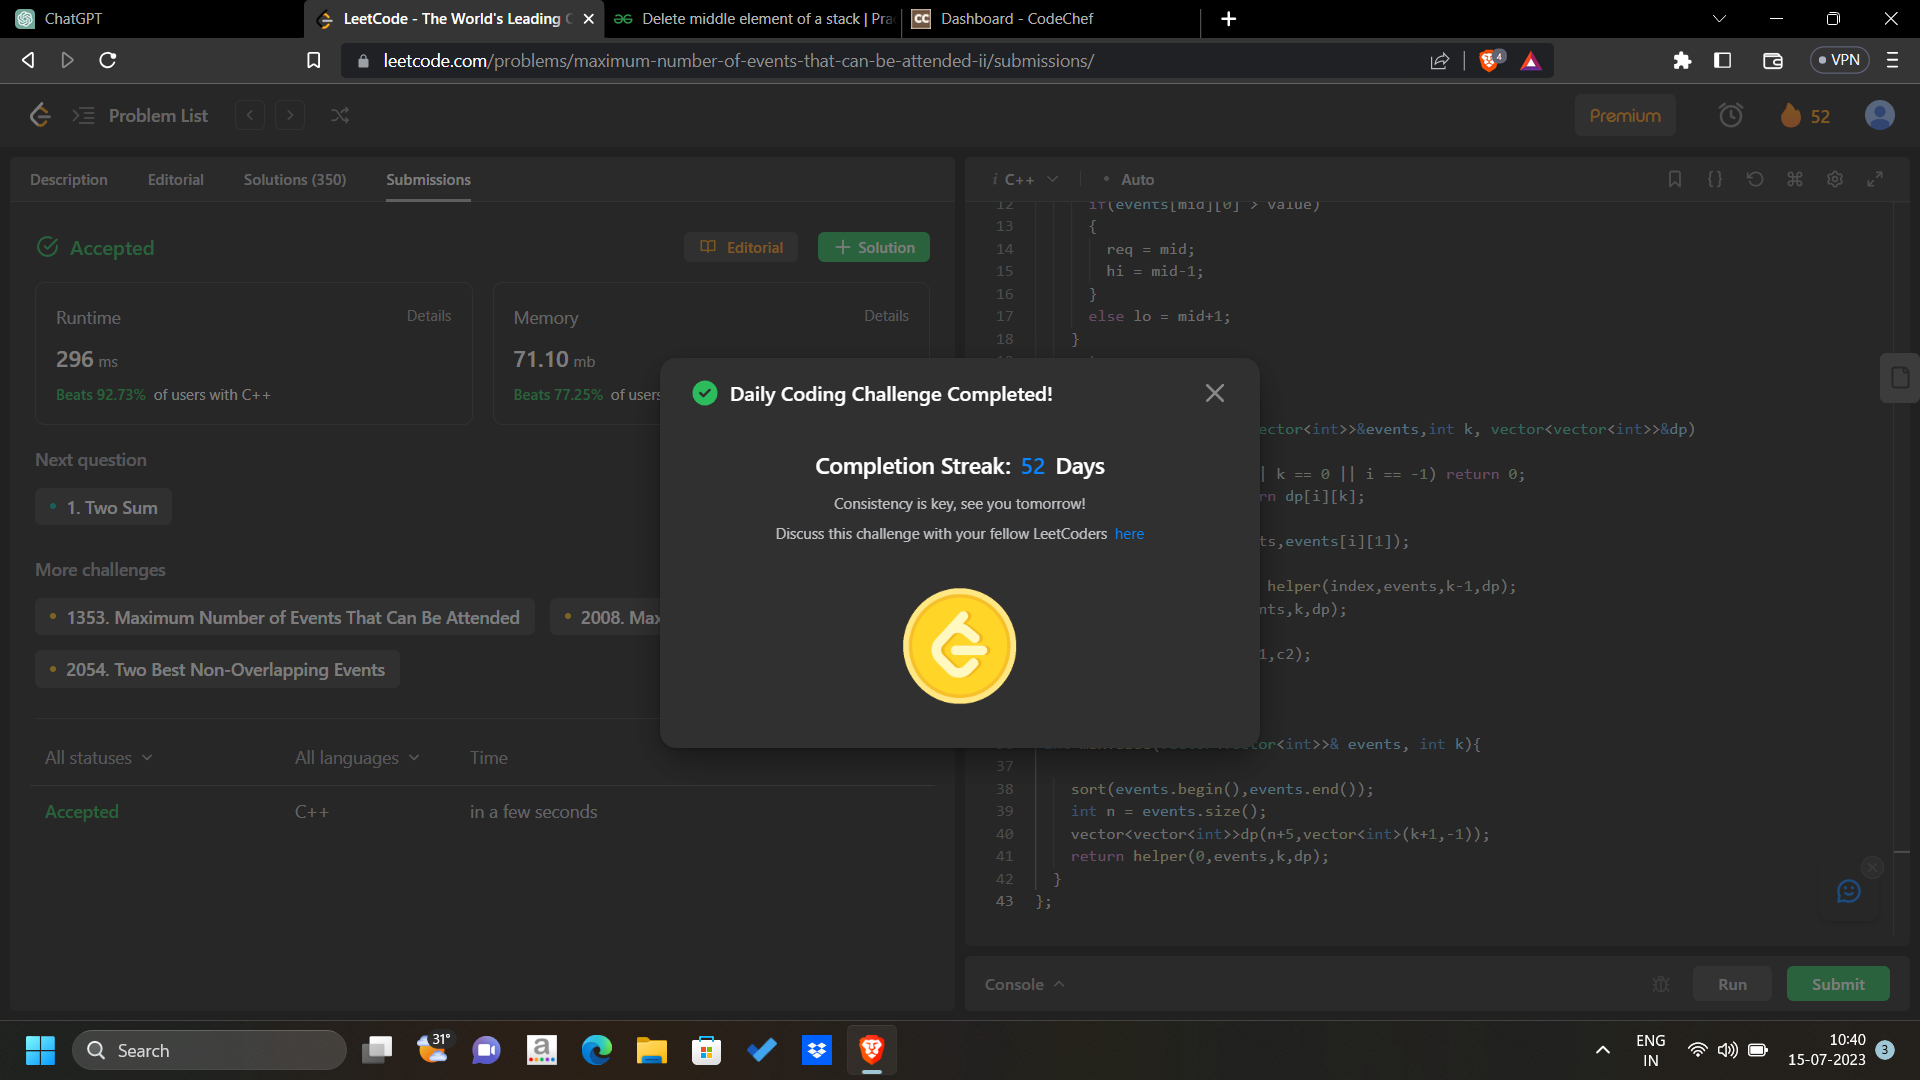 ChatGPT
LeetCode - The World's Leading
Delete middle element of a stack | Pra
CC Dashboard - CodeChef
leetcode.com/problems/maximum-number-of-events-that-can-be-attended-ii/submissions/
4
VPN
Problem List
Premium
52
Description
Editorial
Solutions (350)
Submissions
i C++
Auto
Accepted
Editorial
+ Solution
Runtime
Details
296 ms
Beats 92.73% of users with C++
Memory
Details
71.10 mb
Beats 77.25% of users
Next question
1. Two Sum
More challenges
1353. Maximum Number of Events That Can Be Attended
2008. Max
2054. Two Best Non-Overlapping Events
All statuses
All languages
Time
Accepted
C++
in a few seconds
Daily Coding Challenge Completed!
Completion Streak: 52 Days
Consistency is key, see you tomorrow!
Discuss this challenge with your fellow LeetCoders here
12 if(events[mid][0] > value)
13 {
14 req = mid;
15 hi = mid-1;
16 }
17 else lo = mid+1;
18 }
ector<int>>&events,int k, vector<vector<int>>&dp)
| k == 0 || i == -1) return 0;
rn dp[i][k];
ts,events[i][1]);
helper(index,events,k-1,dp);
nts,k,dp);
1,c2);
<int>>& events, int k){
37
38 sort(events.begin(),events.end());
39 int n = events.size();
40 vector<vector<int>>dp(n+5,vector<int>(k+1,-1));
41 return helper(0,events,k,dp);
42 }
43 };
Console
Run
Submit
Search
31°
a
ENG
IN
10:40
15-07-2023
3